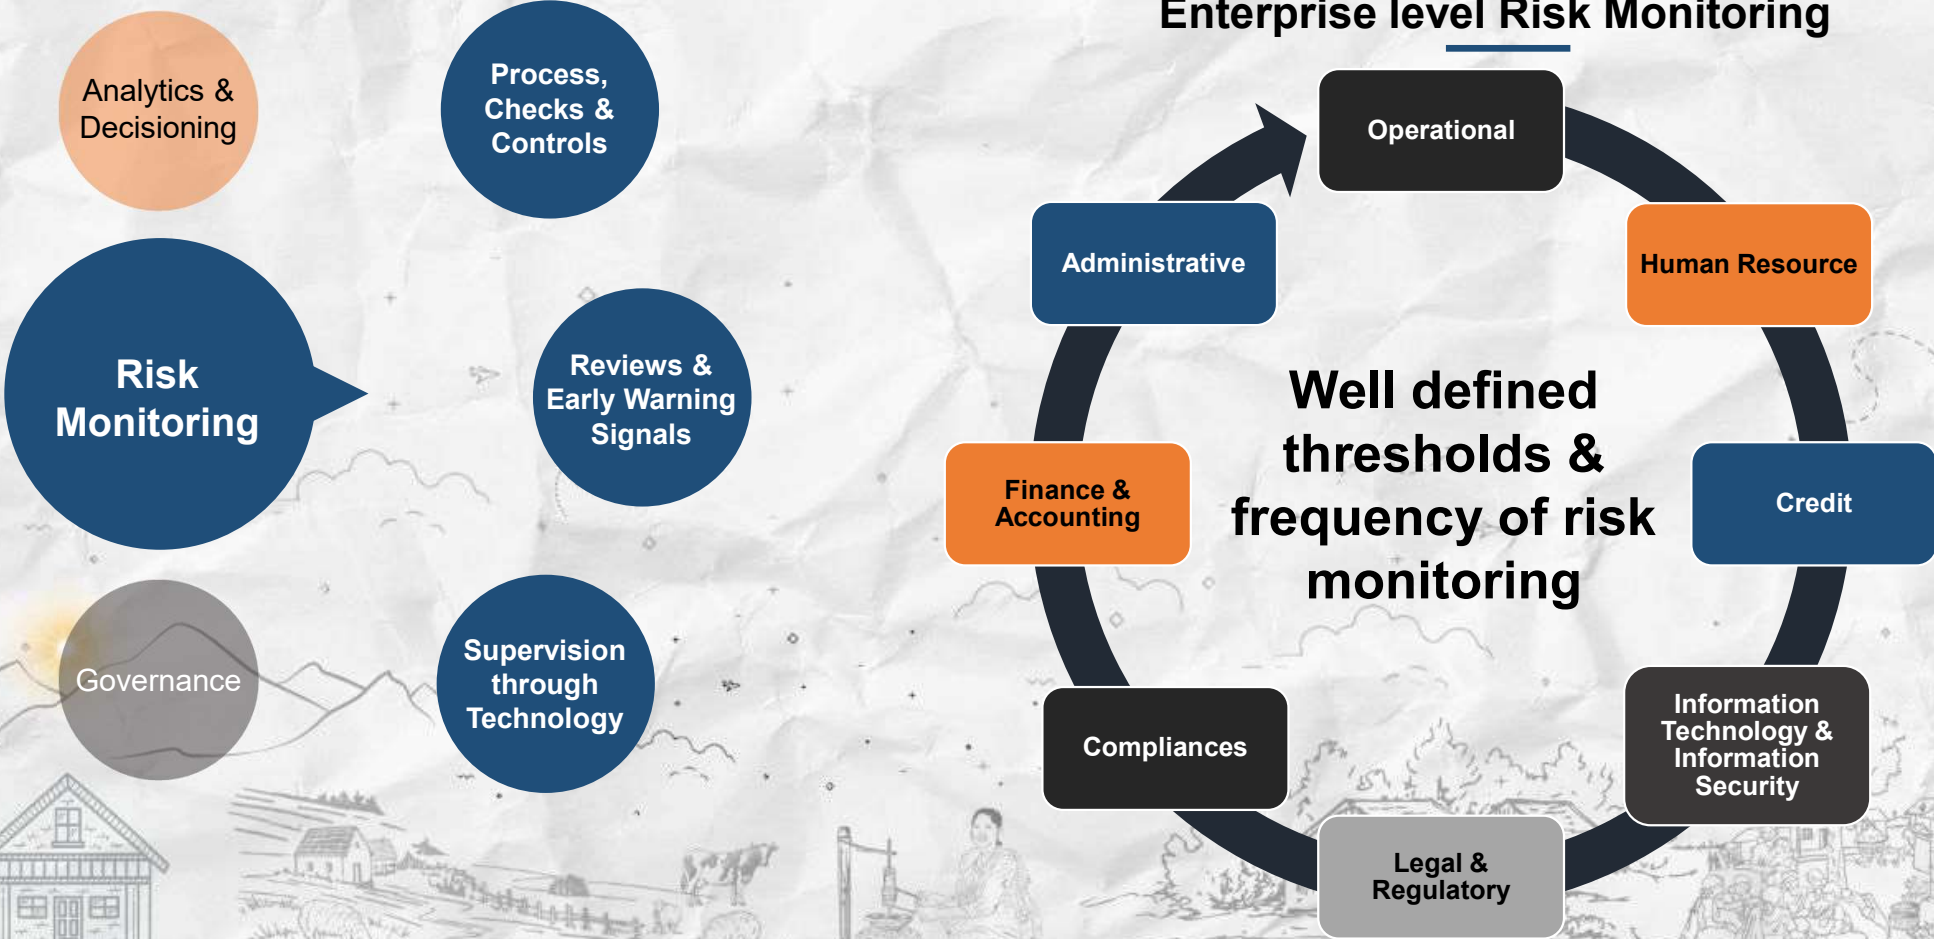 Enterprise level Risk Monitoring
Analytics &
Decisioning
Risk
Monitoring
Governance
Process,
Checks &
Controls
Reviews &
Early Warning
Signals
Supervision
through
Technology
Operational
Human Resource
Credit
Information
Technology &
Information
Security
Legal &
Regulatory
Compliances
Finance &
Accounting
Administrative
Well defined
thresholds &
frequency of risk
monitoring